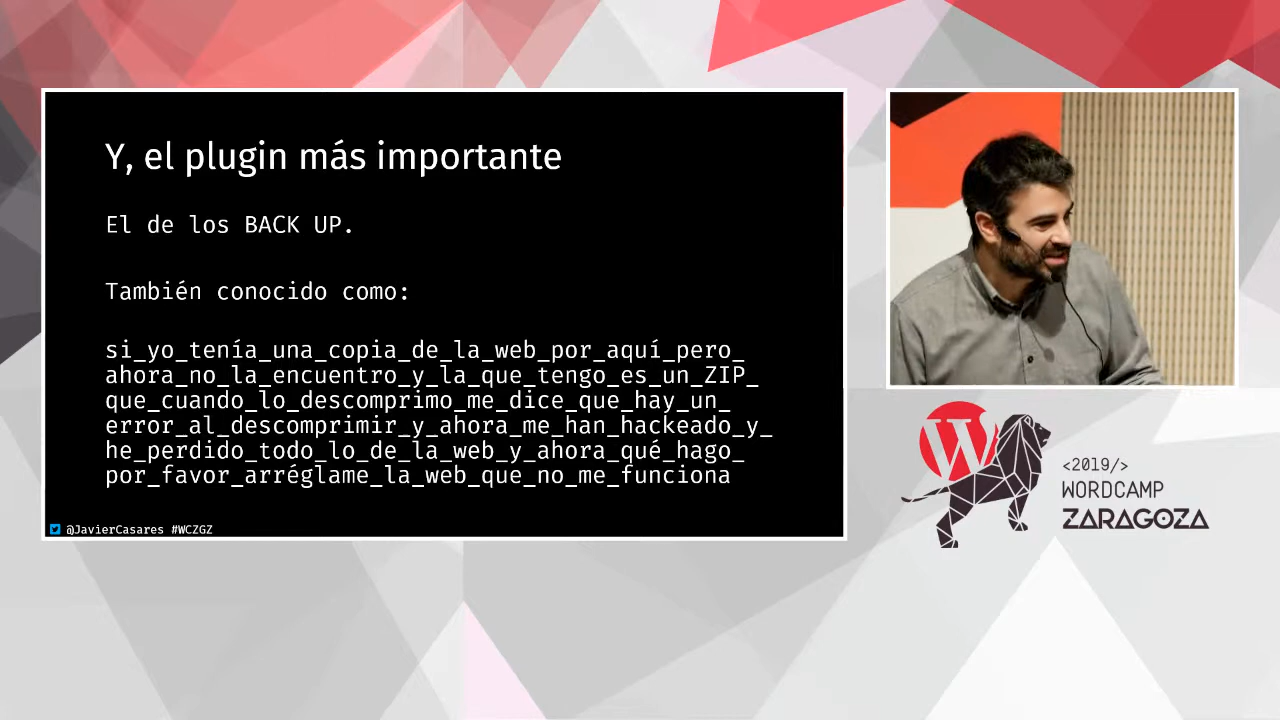 Y, el plugin más importante
El de los BACK UP.
También conocido como:
si_yo_tenía_una_copia_de_la_web_por_aquí_pero_
ahora_no_la_encuentro_y_la_que_tengo_es_un_ZIP_
que_cuando_lo_descomprimo_me_dice_que_hay_un_
error_al_descomprimir_y_ahora_me_han_hackeado_y_
he_perdido_todo_lo_de_la_web_y_ahora_qué_hago_
por_favor_arréglame_la_web_que_no_me_funciona
@JavierCasares #WCZGZ
W
<2019/>
WORDCAMP
ZARAGOZA